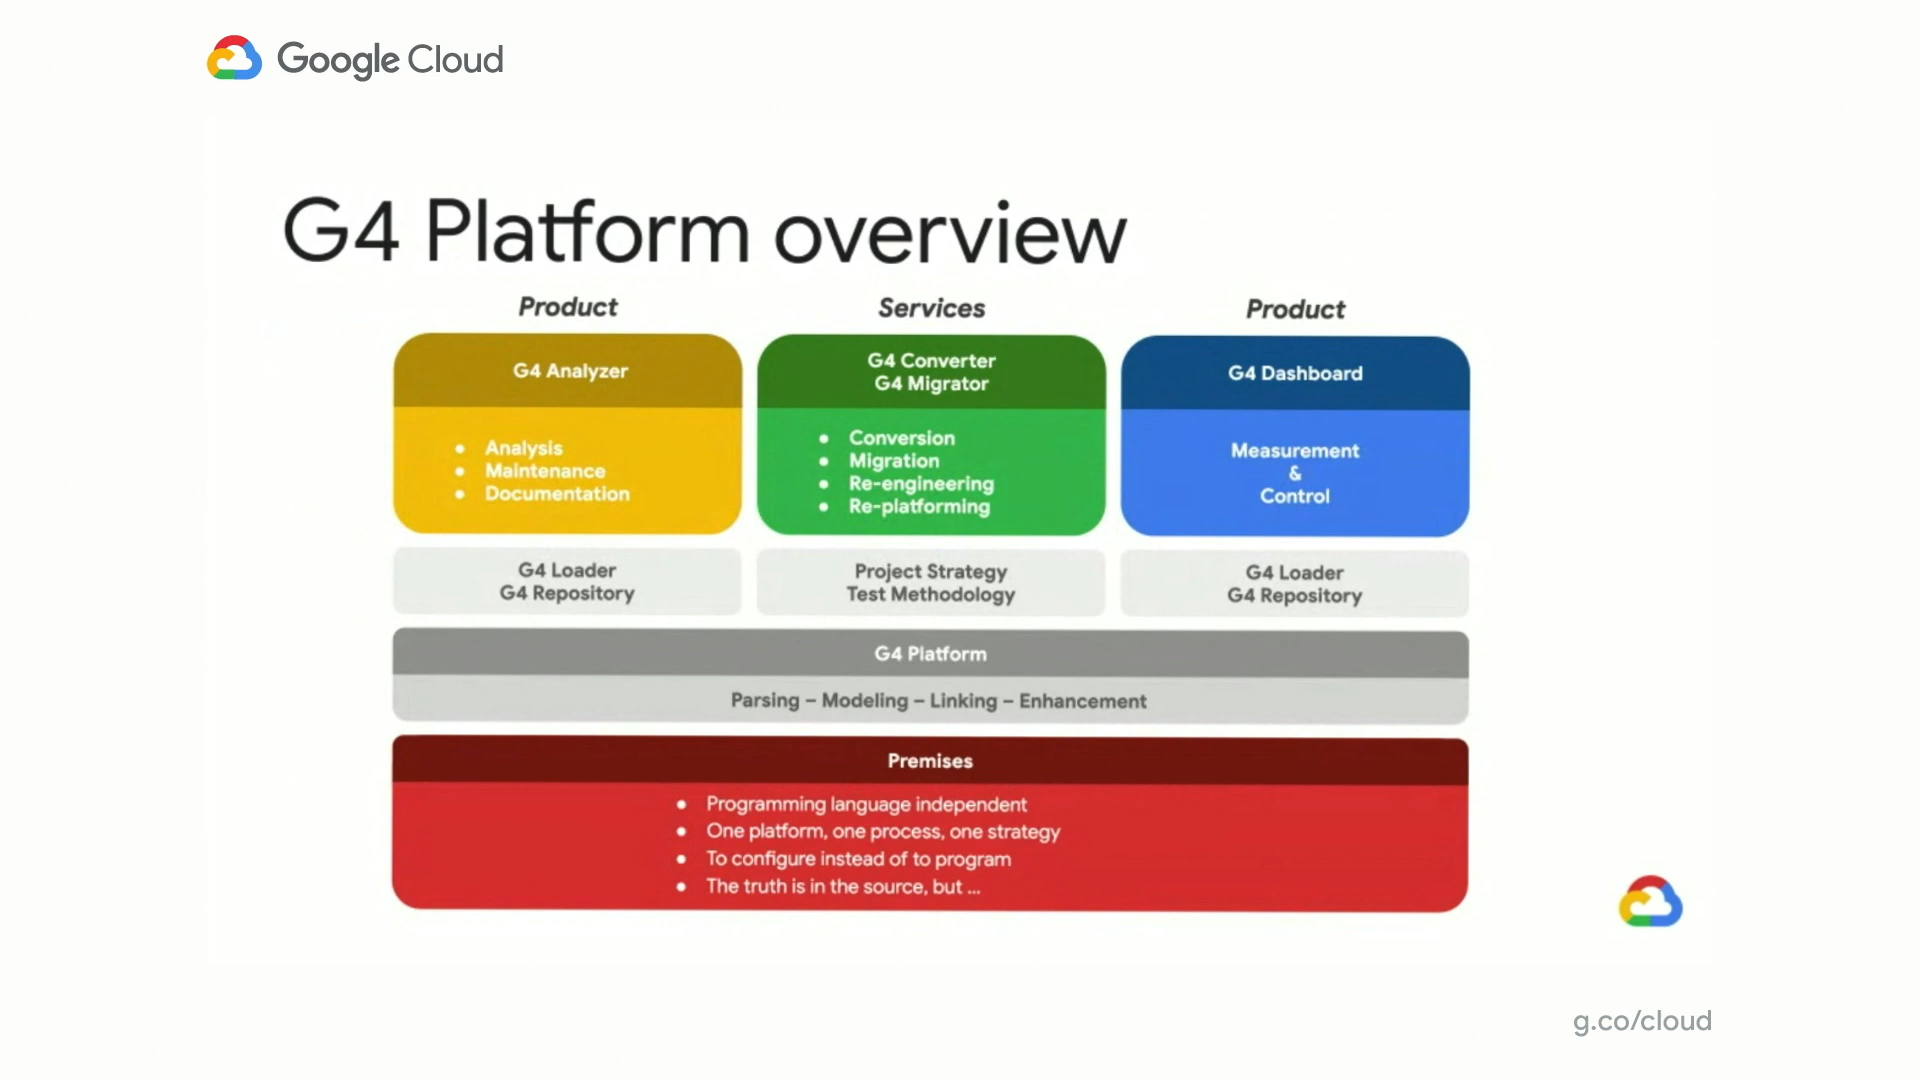 Google Cloud
G4 Platform overview
Product
G4 Analyzer
• Analysis
• Maintenance
• Documentation
G4 Loader
G4 Repository
Services
G4 Converter
G4 Migrator
• Conversion
• Migration
• Re-engineering
• Re-platforming
Project Strategy
Test Methodology
Product
G4 Dashboard
Measurement
&
Control
G4 Loader
G4 Repository
G4 Platform
Parsing – Modeling – Linking – Enhancement
Premises
• Programming language independent
• One platform, one process, one strategy
• To configure instead of to program
• The truth is in the source, but ...
g.co/cloud